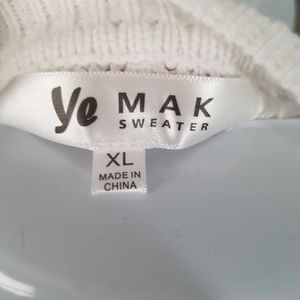 Ye MAK
SWEATER
XL
MADE IN
CHINA